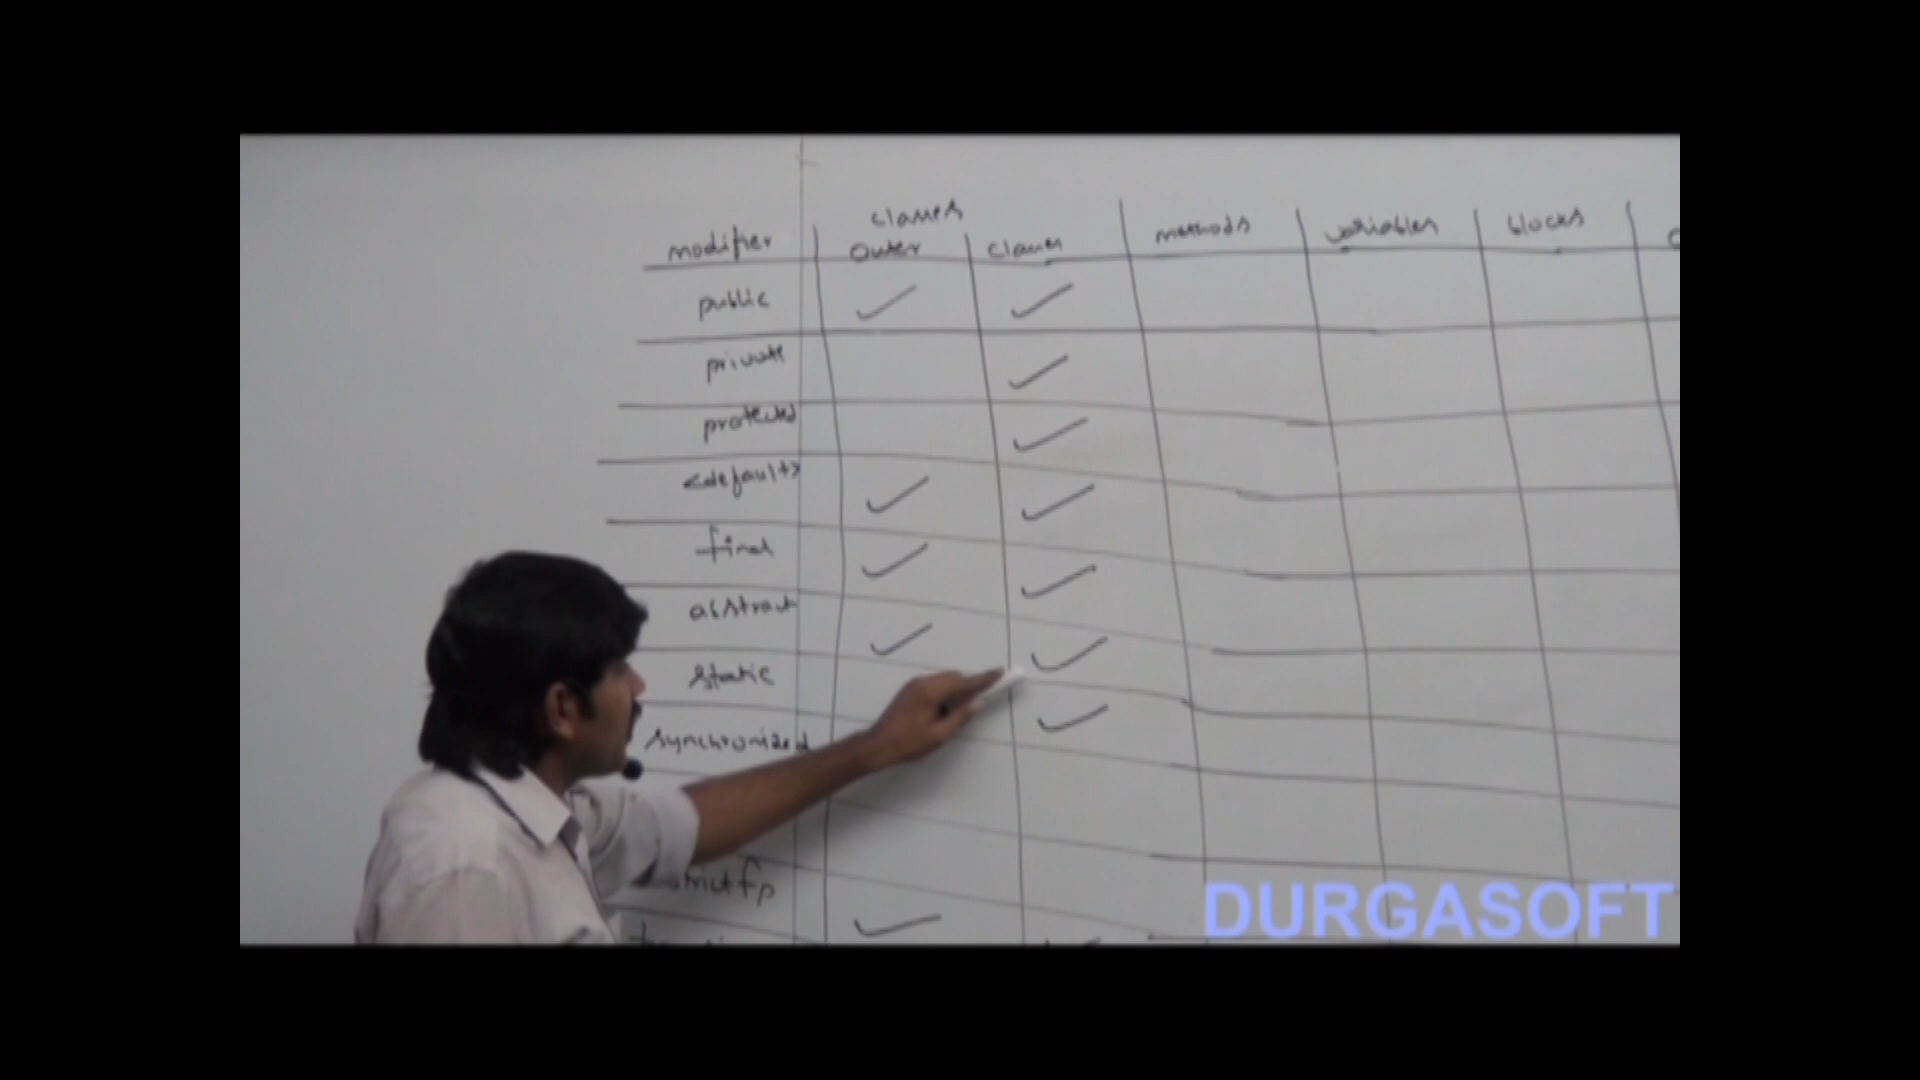 classes
modifier outer classes methods variables blocks
public
private
protected
<default>
final
abstract
static
synchronized
strictfp
DURGASOFT